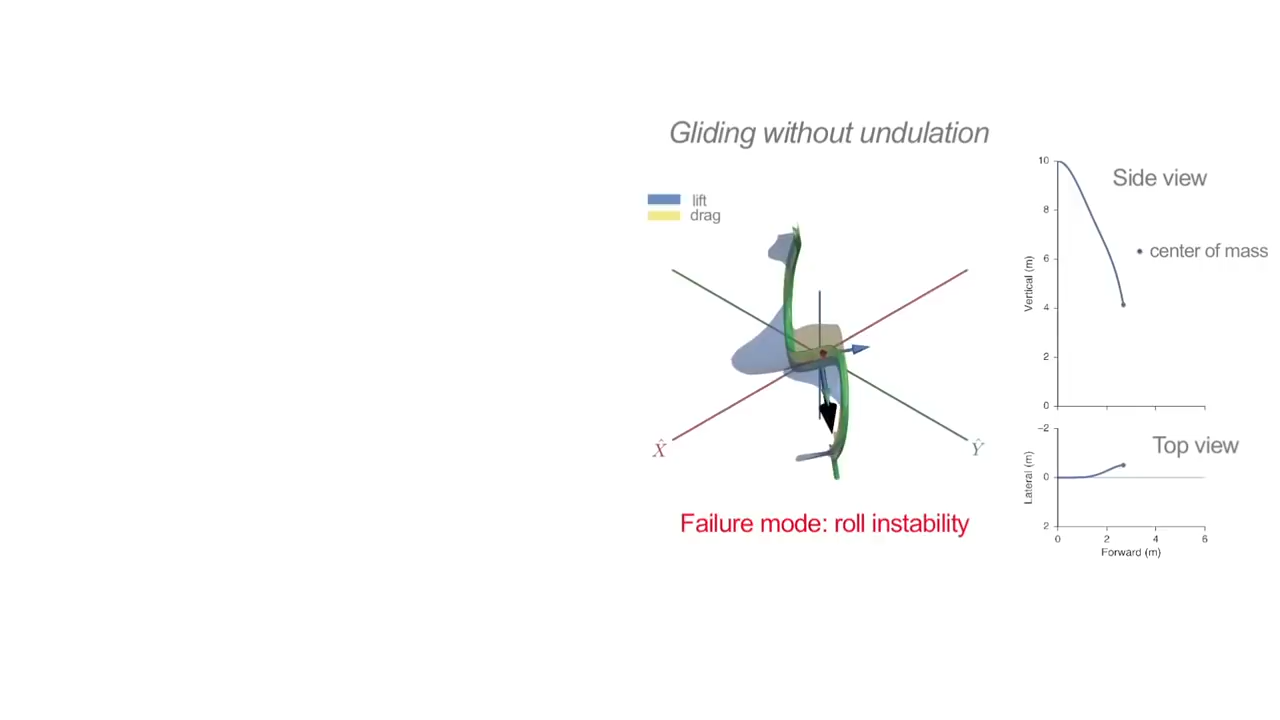 Gliding without undulation
lift
drag
X̂
Ŷ
Failure mode: roll instability
Side view
center of mass
Vertical (m)
10
8
6
4
2
0
Top view
Lateral (m)
−2
0
2
0 2 4 6
Forward (m)